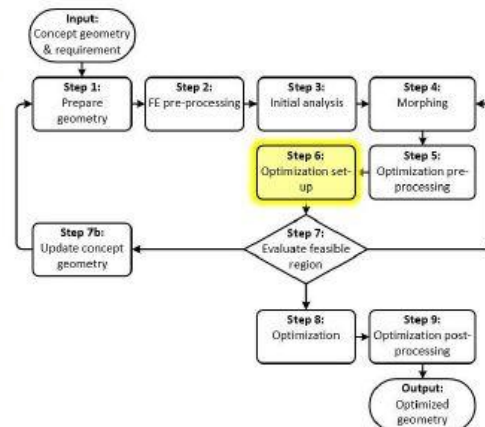 Input:
Concept geometry
& requirement
Step 1:
Prepare
geometry
Step 2:
FE pre-processing
Step 3:
Initial analysis
Step 4:
Morphing
Step 6:
Optimization set-
up
Step 5:
Optimization pre-
processing
Step 7b:
Update concept
geometry
Step 7:
Evaluate feasible
region
Step 8:
Optimization
Step 9:
Optimization post-
processing
Output:
Optimized
geometry